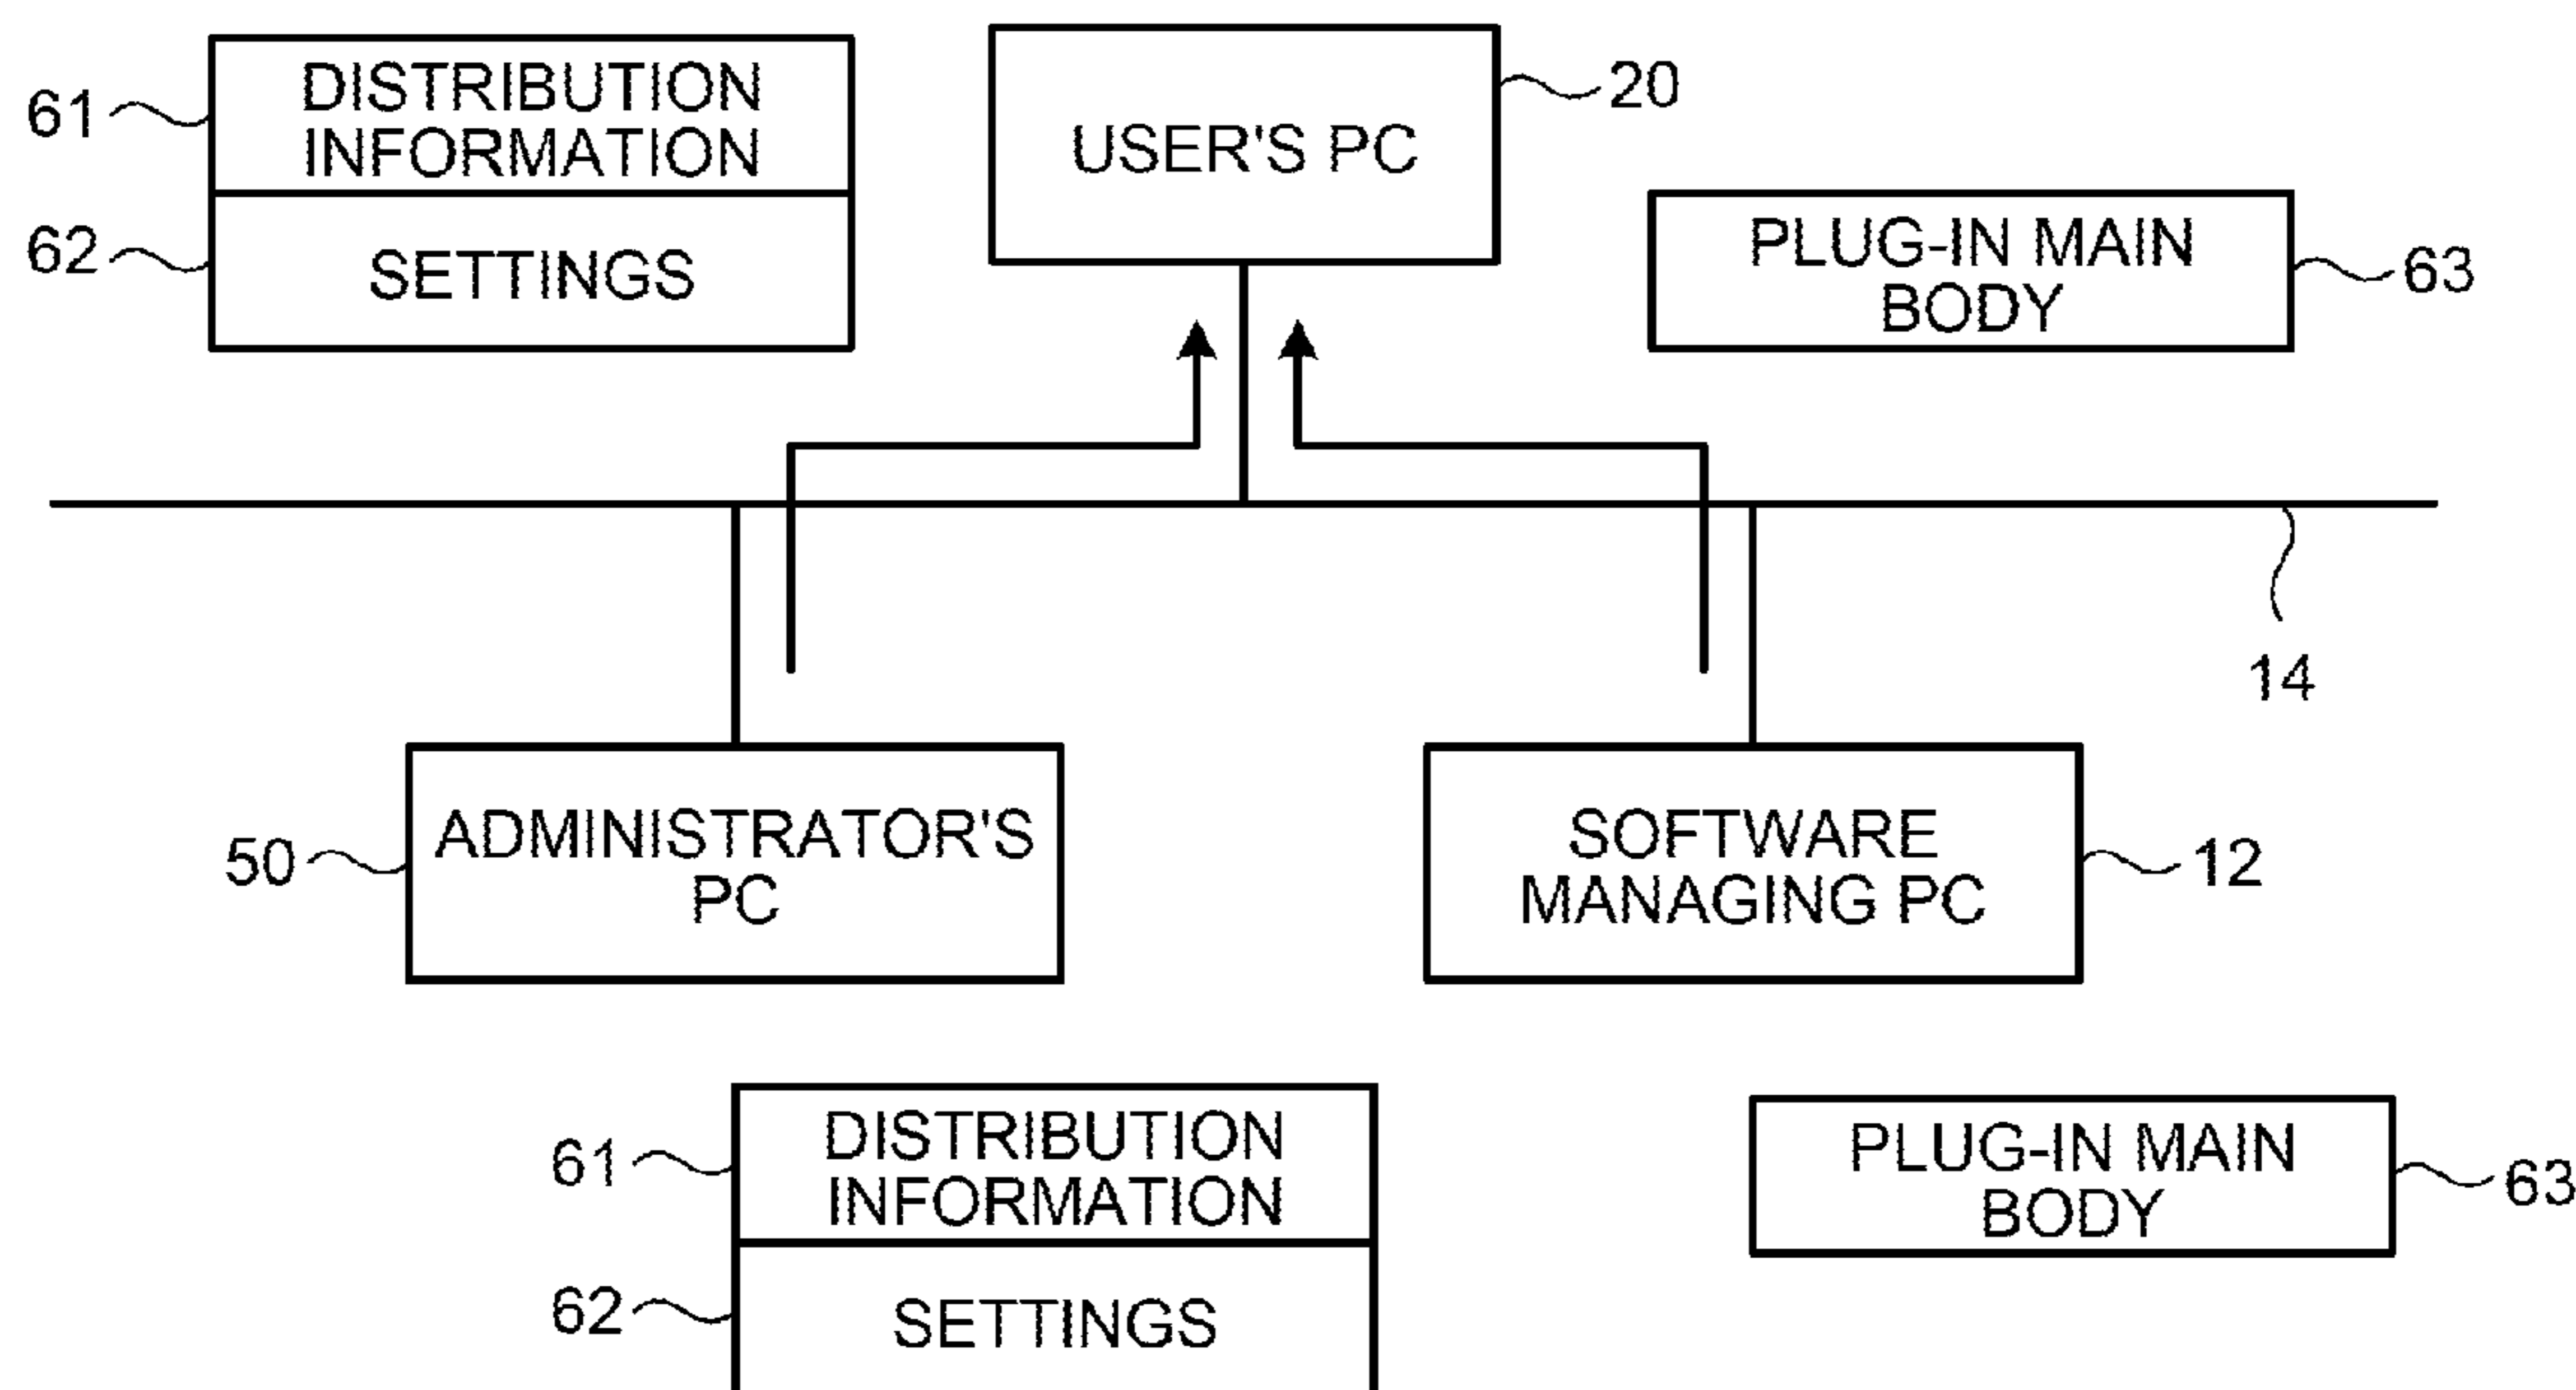 61
DISTRIBUTION
INFORMATION
62
SETTINGS
USER'S PC
20
PLUG-IN MAIN
BODY
63
14
50
ADMINISTRATOR'S
PC
SOFTWARE
MANAGING PC
12
61
DISTRIBUTION
INFORMATION
62
SETTINGS
PLUG-IN MAIN
BODY
63